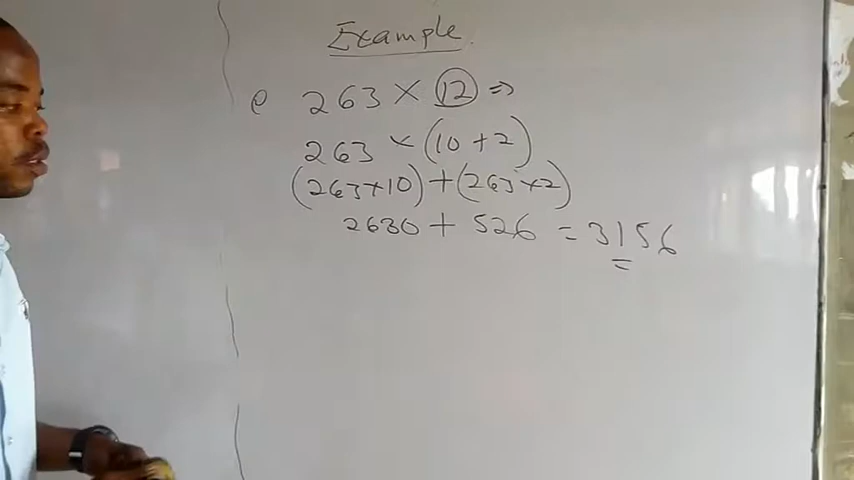 Example.
e 263 × 12 ⇒
263 × (10 + 2)
(263×10) + (263×2)
2630 + 526 = 3156